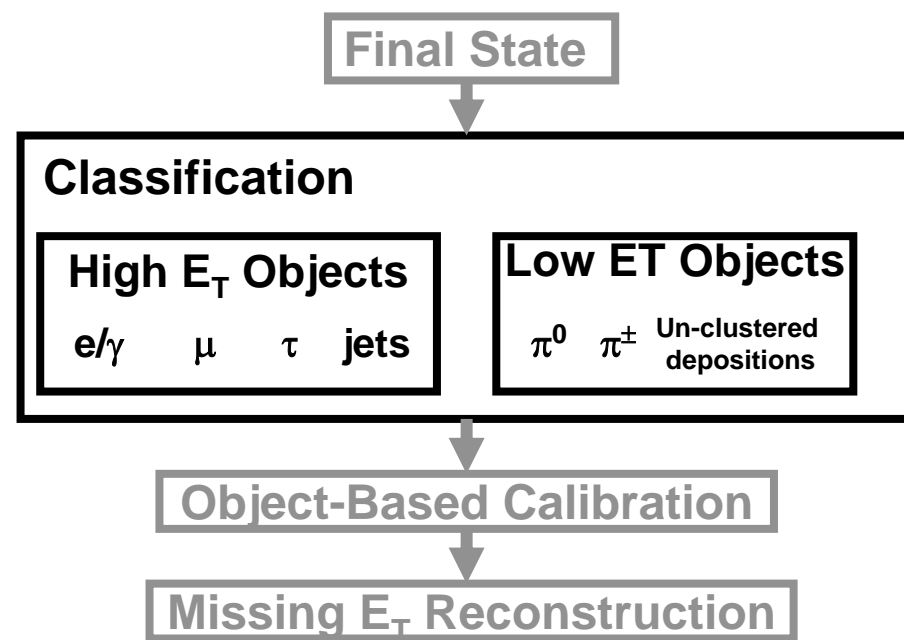 Final State
Classification
High E_T Objects
e/γ μ τ jets
Low ET Objects
π⁰ π± Un-clustered
depositions
Object-Based Calibration
Missing E_T Reconstruction